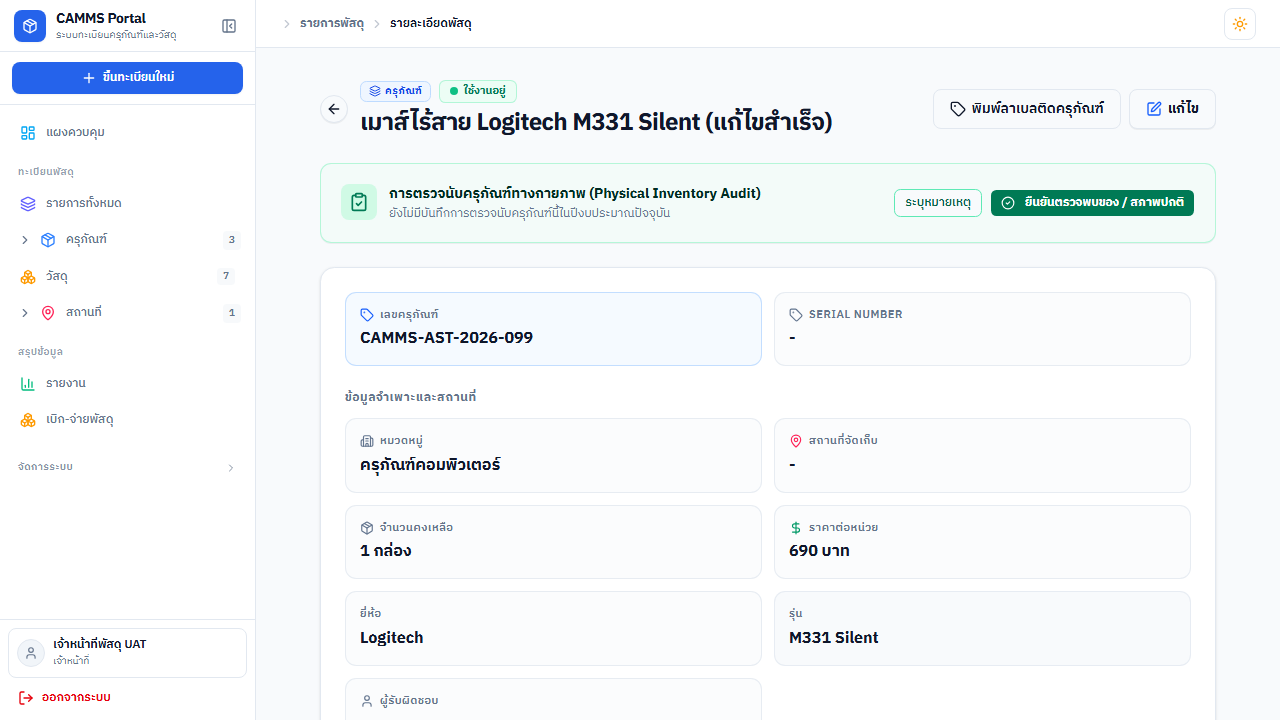 CAMMS Portal
ระบบทะเบียนครุภัณฑ์และวัสดุ
ขึ้นทะเบียนใหม่
แผงควบคุม
ทะเบียนพัสดุ
รายการทั้งหมด
ครุภัณฑ์ 3
วัสดุ 7
สถานที่ 1
สรุปข้อมูล
รายงาน
เบิก-จ่ายพัสดุ
จัดการระบบ
เจ้าหน้าที่พัสดุ UAT
เจ้าหน้าที่
ออกจากระบบ
รายการพัสดุ รายละเอียดพัสดุ
ครุภัณฑ์ ใช้งานอยู่
เมาส์ไร้สาย Logitech M331 Silent (แก้ไขสำเร็จ)
พิมพ์ลาเบลติดครุภัณฑ์ แก้ไข
การตรวจนับครุภัณฑ์ทางกายภาพ (Physical Inventory Audit)
ยังไม่มีบันทึกการตรวจนับครุภัณฑ์นี้ในปีงบประมาณปัจจุบัน
ระบุหมายเหตุ ยืนยันตรวจพบของ / สภาพปกติ
เลขครุภัณฑ์
CAMMS-AST-2026-099
SERIAL NUMBER
-
ข้อมูลจำเพาะและสถานที่
หมวดหมู่
ครุภัณฑ์คอมพิวเตอร์
สถานที่จัดเก็บ
-
จำนวนคงเหลือ
1 กล่อง
ราคาต่อหน่วย
690 บาท
ยี่ห้อ
Logitech
รุ่น
M331 Silent
ผู้รับผิดชอบ